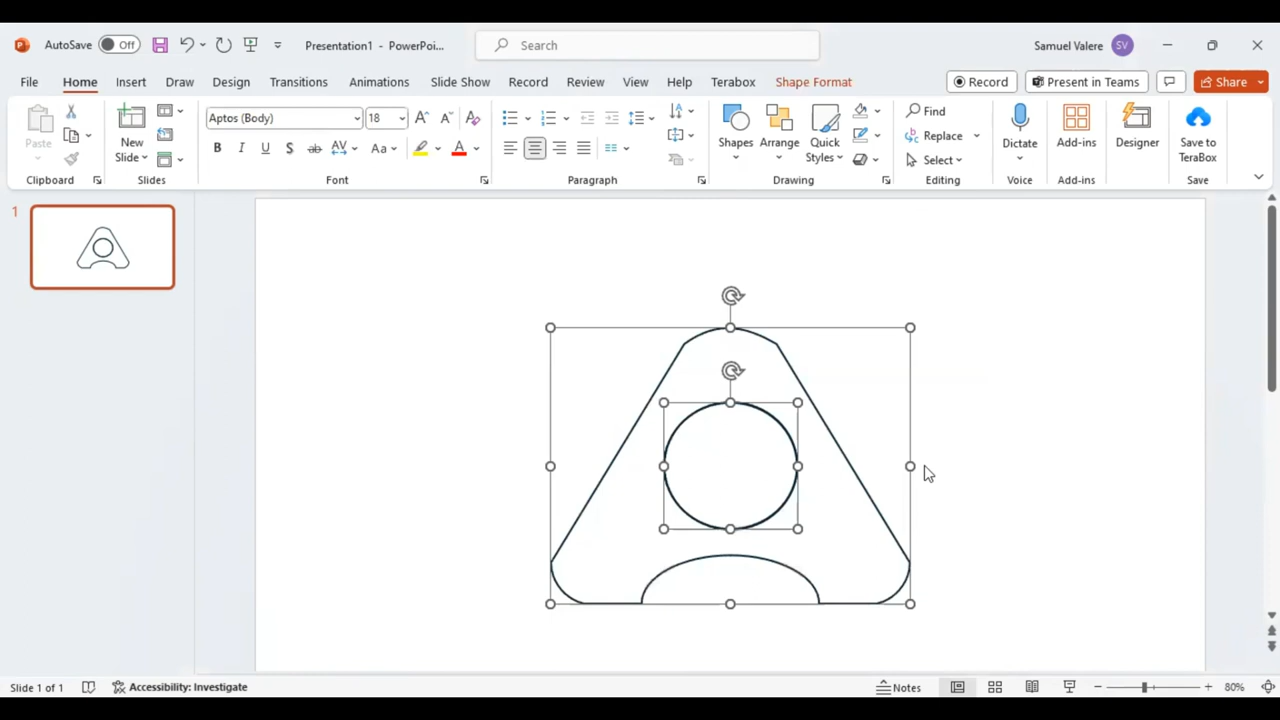 AutoSave Off Presentation1 - PowerPoi... Search Samuel Valere SV
File Home Insert Draw Design Transitions Animations Slide Show Record Review View Help Terabox Shape Format Record Present in Teams Share
Paste
New
Slide
Aptos (Body) 18
B I U S ab AV Aa A
Shapes Arrange Quick
Styles
Find
Replace
Select
Dictate Add-ins Designer Save to
TeraBox
Clipboard Slides Font Paragraph Drawing Editing Voice Add-ins Save
1
Slide 1 of 1 Accessibility: Investigate Notes 80%